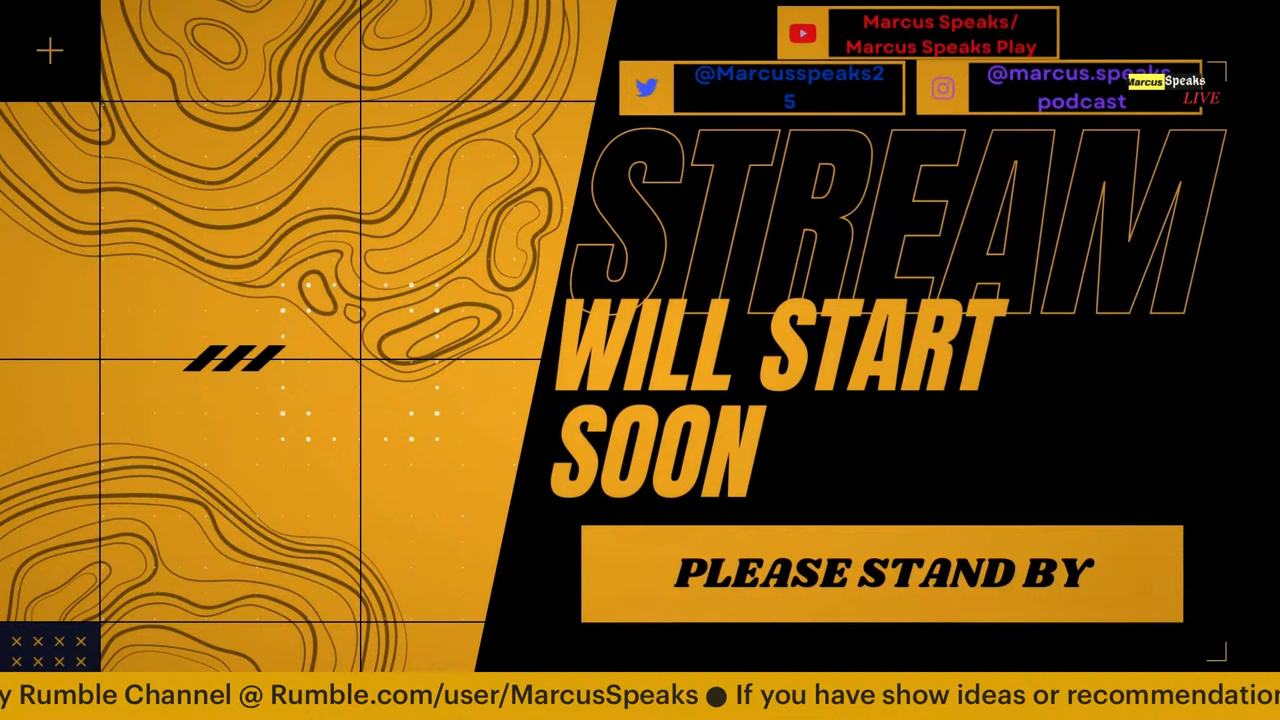 Marcus Speaks/
Marcus Speaks Play
@Marcusspeaks2
5
@marcus.speaks
podcast
Marcus Speaks
LIVE
STREAM
WILL START
SOON
PLEASE STAND BY
y Rumble Channel @ Rumble.com/user/MarcusSpeaks ● If you have show ideas or recommendation